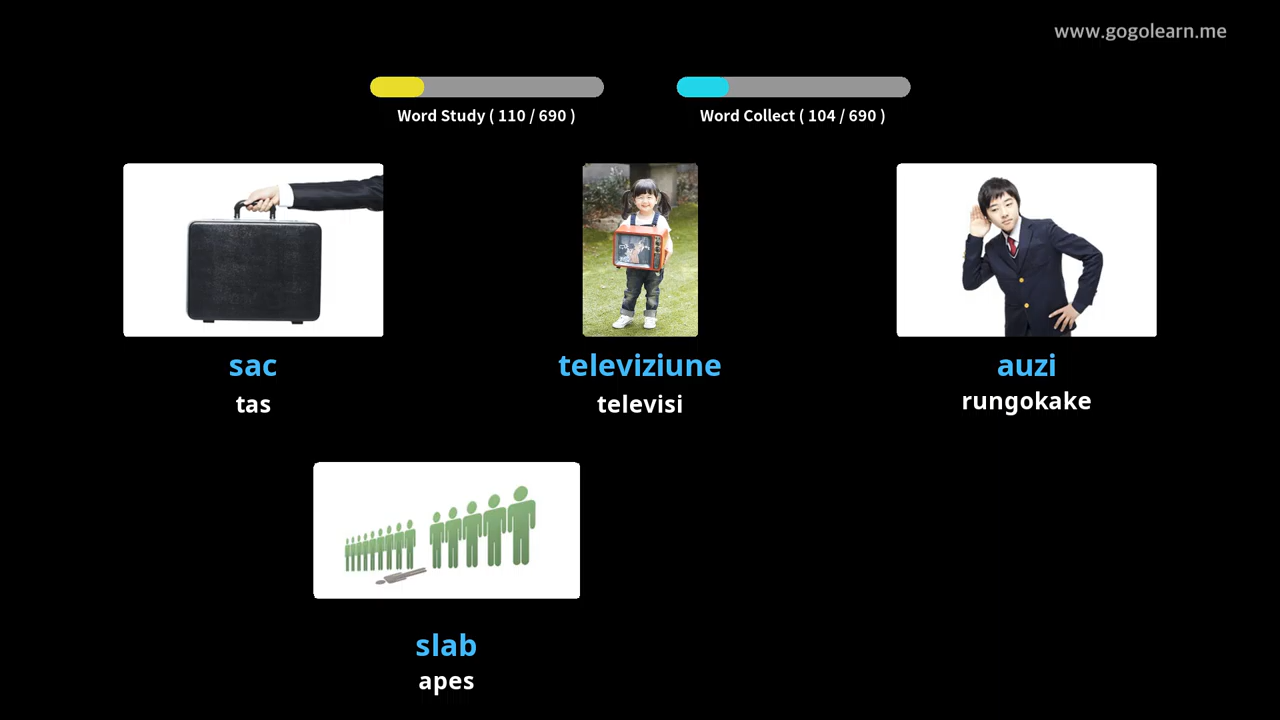 www.gogolearn.me
Word Study ( 110 / 690 )
Word Collect ( 104 / 690 )
sac
tas
televiziune
televisi
auzi
rungokake
slab
apes